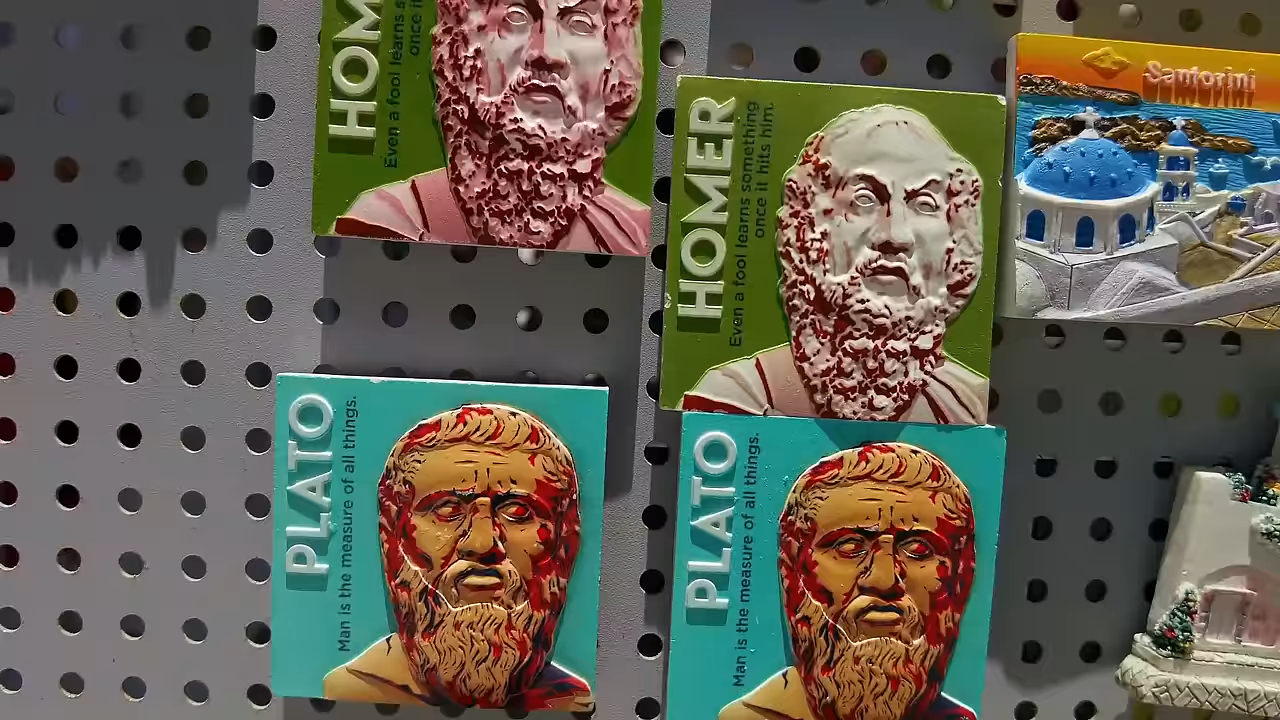 HOM
Even a fool learns s
once it
HOMER
Even a fool learns something
once it hits him.
Santorini
PLATO
Man is the measure of all things.
PLATO
Man is the measure of all things.